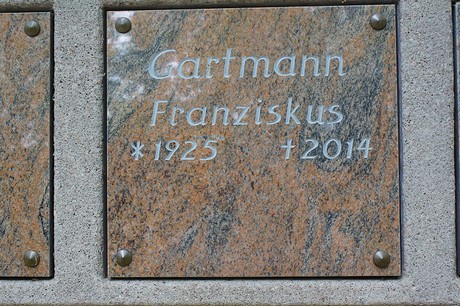 Gartmann
Franziskus
* 1925 † 2014